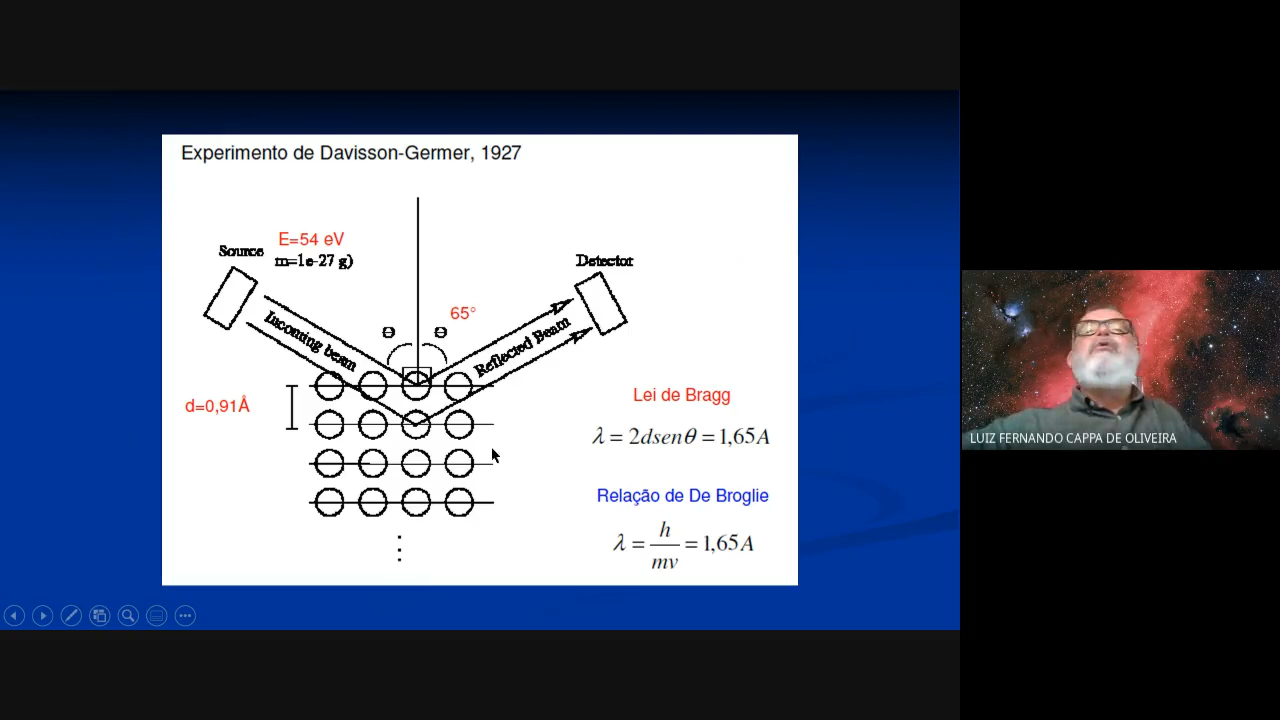 Experimento de Davisson-Germer, 1927
E=54 eV
Source
m=1e-27 g)
Detector
65°
Θ Θ
Incoming beam
Reflected Beam
d=0,91Å
Lei de Bragg
λ = 2dsenθ = 1,65A
Relação de De Broglie
λ = h/mv = 1,65A
LUIZ FERNANDO CAPPA DE OLIVEIRA